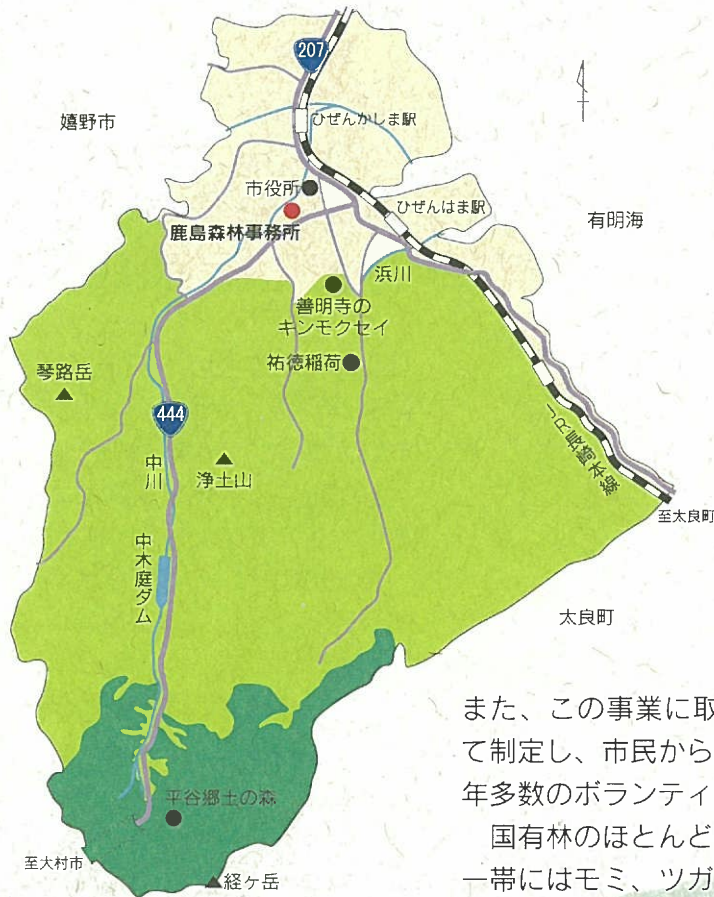 207
ひぜんかしま駅
嬉野市
市役所
ひぜんはま駅
鹿島森林事務所
有明海
浜川
善明寺の
キンモクセイ
祐徳稲荷
琴路岳
444
中川
浄土山
JR長崎本線
至太良町
中木庭ダム
太良町
平谷郷土の森
至大村市
経ヶ岳
また、この事業に取
て制定し、市民から
年多数のボランティ
国有林のほとんど
一帯にはモミ、ツガ